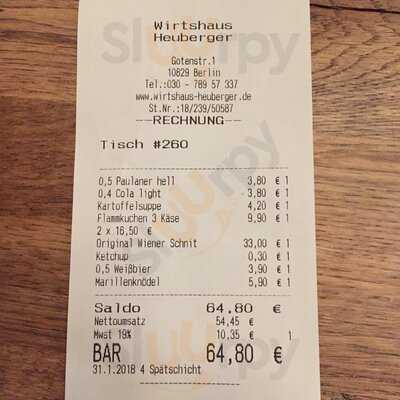 Wirtshaus
Heuberger
Gotenstr.1
10829 Berlin
Tel.:030 - 789 57 337
www.wirtshaus-heuberger.de
St.Nr.:18/239/50587
--RECHNUNG--
Tisch #260
0,5 Paulaner hell 3,80 € 1
0,4 Cola light 3,80 € 1
Kartoffelsuppe 4,20 € 1
Flammkuchen 3 Käse 9,90 € 1
2 x 16,50 €
Original Wiener Schnit 33,00 € 1
Ketchup 0,30 € 1
0,5 Weißbier 3,90 € 1
Marillenknödel 5,90 € 1
Saldo 64,80 €
Nettoumsatz 54,45 €
Mwst 19% 10,35 € 1
BAR 64,80 €
31.1.2018 4 Spätschicht
Sluurpy
Sluurpy
Sluurpy